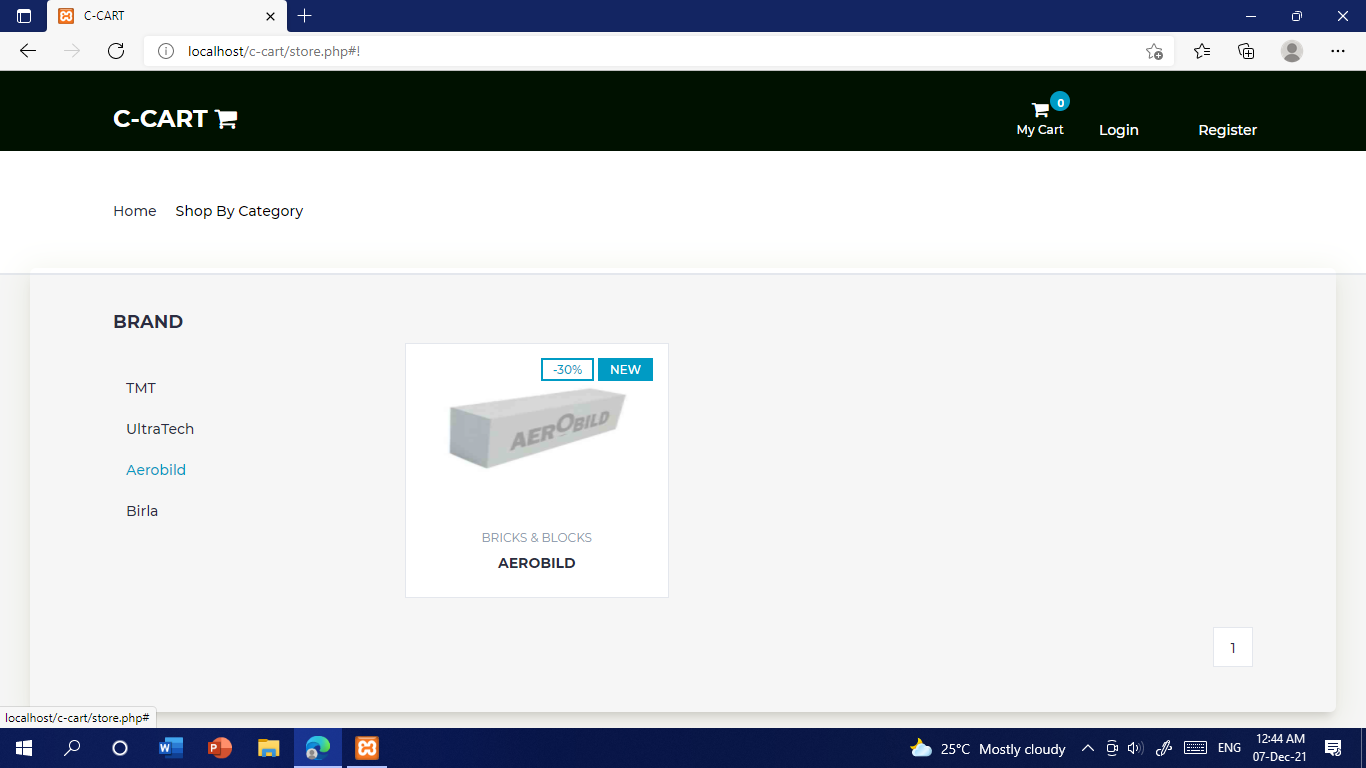 C-CART
localhost/c-cart/store.php#!
C-CART
0
My Cart
Login
Register
Home
Shop By Category
BRAND
TMT
UltraTech
Aerobild
Birla
-30%
NEW
AEROBILD
BRICKS & BLOCKS
AEROBILD
1
localhost/c-cart/store.php#
25°C Mostly cloudy
ENG
12:44 AM
07-Dec-21